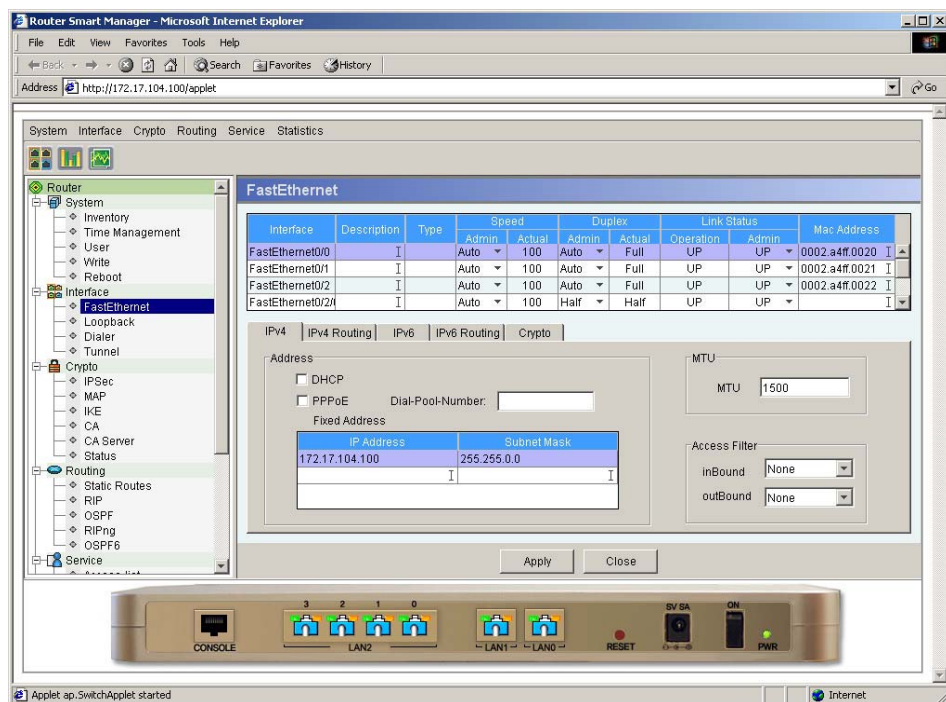 Router Smart Manager - Microsoft Internet Explorer
File Edit View Favorites Tools Help
Back Search Favorites History
Address http://172.17.104.100/applet Go
System Interface Crypto Routing Service Statistics
Router
System
Inventory
Time Management
User
Write
Reboot
Interface
FastEthernet
Loopback
Dialer
Tunnel
Crypto
IPSec
MAP
IKE
CA
CA Server
Status
Routing
Static Routes
RIP
OSPF
RIPng
OSPF6
Service
FastEthernet
Interface Description Type Speed Duplex Link Status Mac Address
Admin Actual Admin Actual Operation Admin
FastEthernet0/0 Auto 100 Auto Full UP UP 0002.a4ff.0020
FastEthernet0/1 Auto 100 Auto Full UP UP 0002.a4ff.0021
FastEthernet0/2 Auto 100 Auto Full UP UP 0002.a4ff.0022
FastEthernet0/2/ Auto 100 Half Half UP UP
IPv4 IPv4 Routing IPv6 IPv6 Routing Crypto
Address
DHCP
PPPoE Dial-Pool-Number:
Fixed Address
IP Address Subnet Mask
172.17.104.100 255.255.0.0
MTU
MTU 1500
Access Filter
inBound None
outBound None
Apply Close
CONSOLE
3 2 1 0
LAN2
LAN1 LAN0
RESET
5V 5A
ON
PWR
Applet ap.SwitchApplet started Internet